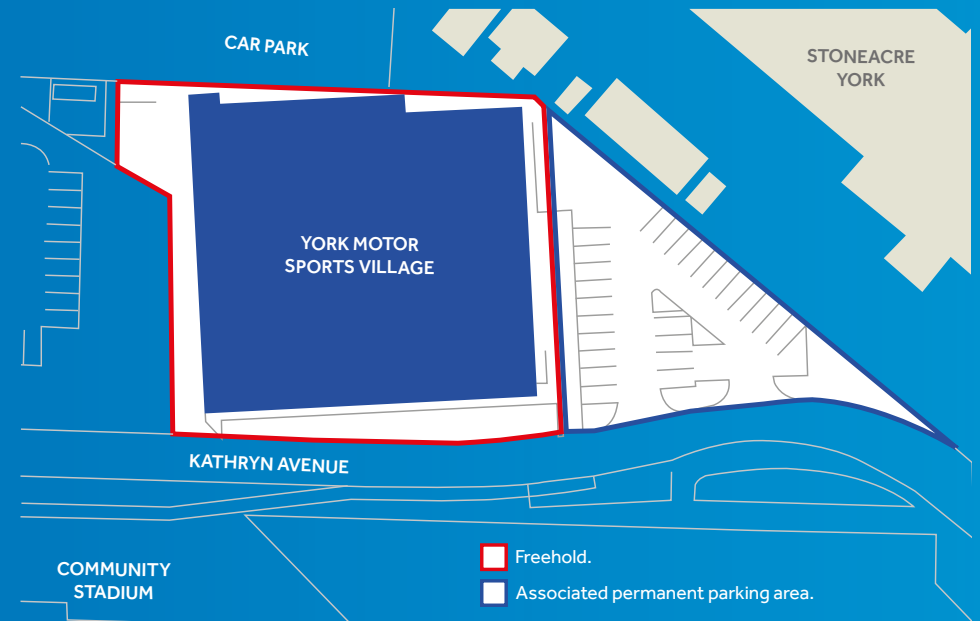 CAR PARK
STONEACRE
YORK
YORK MOTOR
SPORTS VILLAGE
KATHRYN AVENUE
COMMUNITY
STADIUM
Freehold.
Associated permanent parking area.